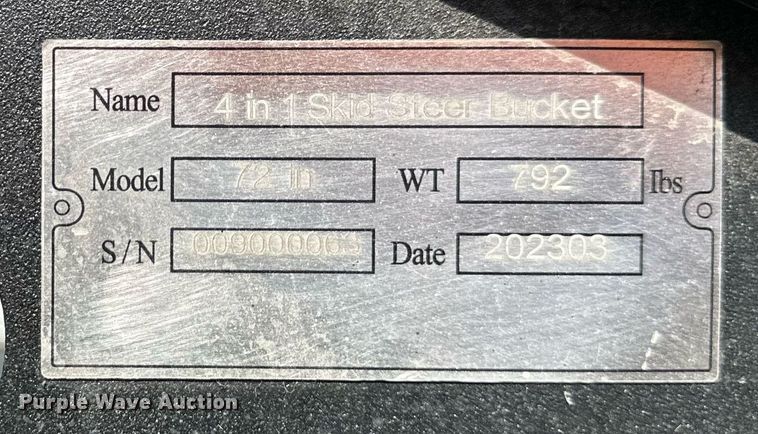 Name 4 in 1 Skid Steer Bucket
Model 72 in WT 792 lbs
S/N 009000063 Date 202303
Purple Wave Auction